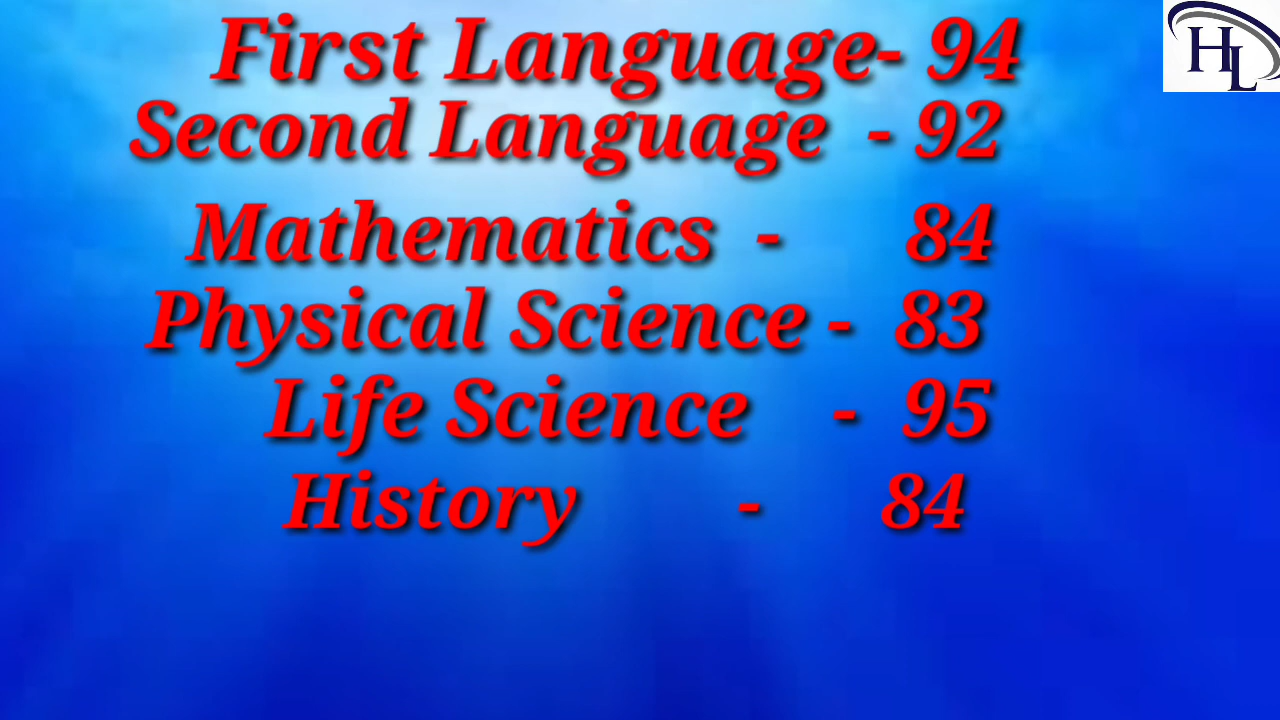 First Language- 94
HL
Second Language - 92
Mathematics - 84
Physical Science - 83
Life Science - 95
History - 84